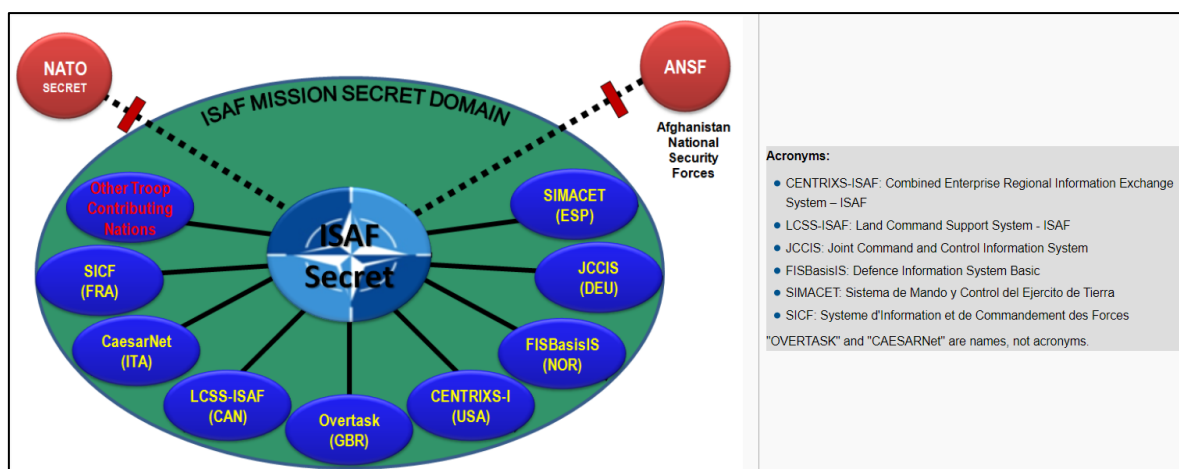 NATO
SECRET
ANSF
ISAF MISSION SECRET DOMAIN
Afghanistan
National
Security
Forces
Other Troop
Contributing
Nations
SIMACET
(ESP)
ISAF
Secret
SICF
(FRA)
JCCIS
(DEU)
CaesarNet
(ITA)
FISBasisIS
(NOR)
LCSS-ISAF
(CAN)
CENTRIXS-I
(USA)
Overtask
(GBR)
Acronyms:
CENTRIXS-ISAF: Combined Enterprise Regional Information Exchange
System – ISAF
LCSS-ISAF: Land Command Support System - ISAF
JCCIS: Joint Command and Control Information System
FISBasisIS: Defence Information System Basic
SIMACET: Sistema de Mando y Control del Ejercito de Tierra
SICF: Systeme d'Information et de Commandement des Forces
"OVERTASK" and "CAESARNet" are names, not acronyms.